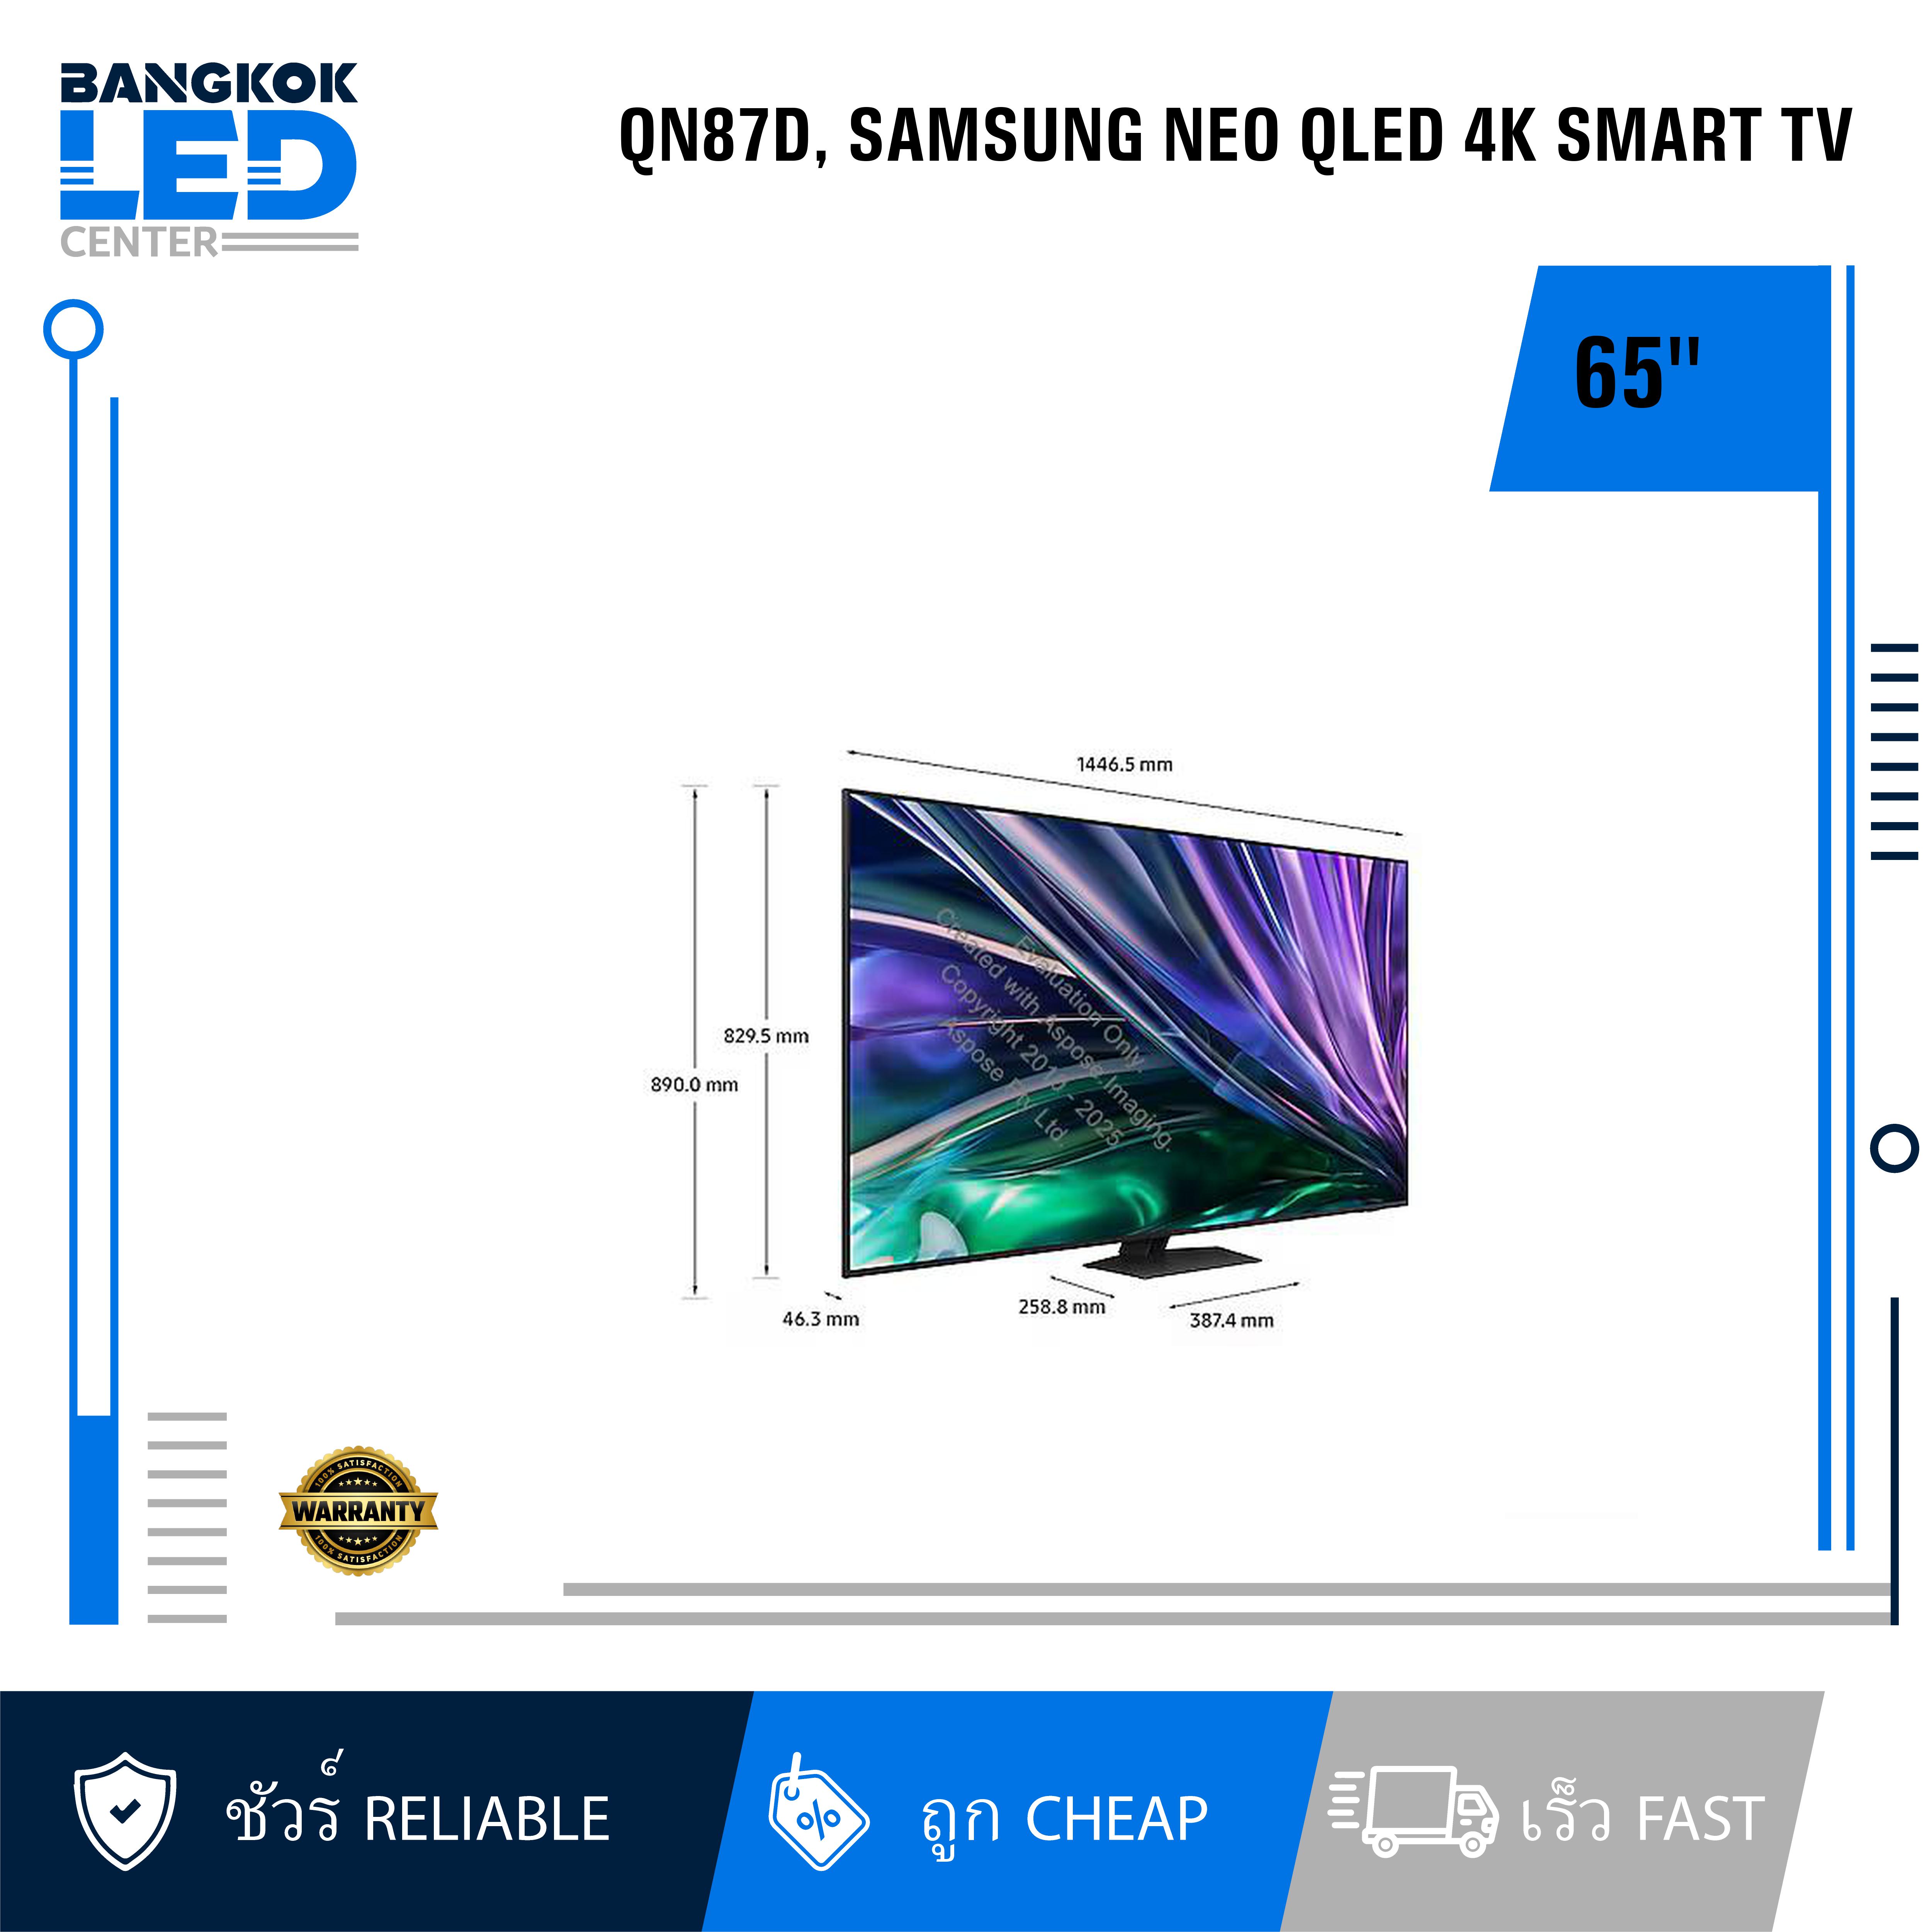 BANGKOK
LED
CENTER
QN87D, SAMSUNG NEO QLED 4K SMART TV
65"
1446.5 mm
829.5 mm
890.0 mm
Evaluation Only.
Created with Aspose.Imaging.
Copyright 2010 - 2025
Aspose Pty Ltd.
46.3 mm
258.8 mm
387.4 mm
100% SATISFACTION
WARRANTY
100% SATISFACTION
ชัวร์ RELIABLE
% ถูก CHEAP
เร็ว FAST